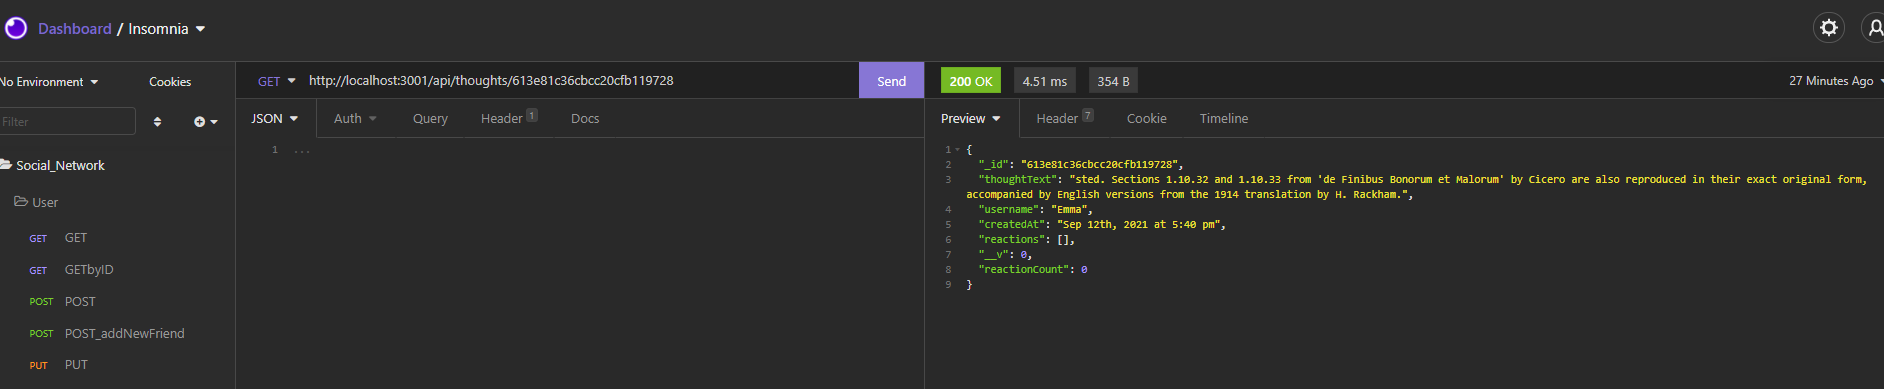 Dashboard / Insomnia
No Environment
Cookies
GET http://localhost:3001/api/thoughts/613e81c36cbcc20cfb119728
Send
200 OK
4.51 ms
354 B
27 Minutes Ago
Filter
JSON
Auth
Query
Header 1
Docs
Preview
Header 7
Cookie
Timeline
Social_Network
User
GET GET
GET GETbyID
POST POST
POST POST_addNewFriend
PUT PUT
1 ...
1 {
2 "_id": "613e81c36cbcc20cfb119728",
3 "thoughtText": "sted. Sections 1.10.32 and 1.10.33 from 'de Finibus Bonorum et Malorum' by Cicero are also reproduced in their exact original form,
accompanied by English versions from the 1914 translation by H. Rackham.",
4 "username": "Emma",
5 "createdAt": "Sep 12th, 2021 at 5:40 pm",
6 "reactions": [],
7 "__v": 0,
8 "reactionCount": 0
9 }